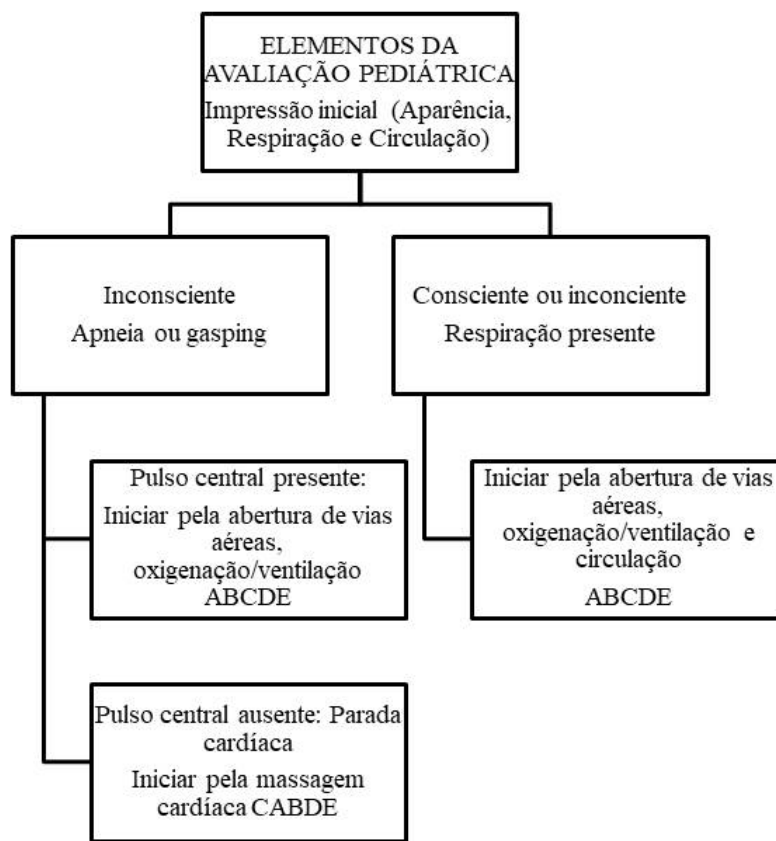 ELEMENTOS DA
AVALIAÇÃO PEDIÁTRICA
Impressão inicial (Aparência,
Respiração e Circulação)
Inconsciente
Apneia ou gasping
Consciente ou inconciente
Respiração presente
Pulso central presente:
Iniciar pela abertura de vias
aéreas,
oxigenação/ventilação
ABCDE
Iniciar pela abertura de vias
aéreas,
oxigenação/ventilação e
circulação
ABCDE
Pulso central ausente: Parada
cardíaca
Iniciar pela massagem
cardíaca CABDE